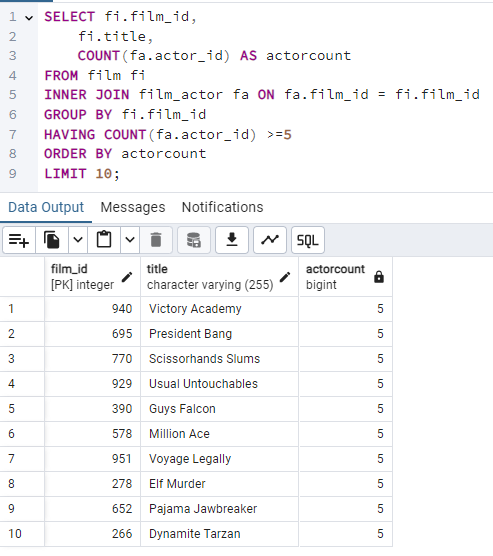 1 SELECT fi.film_id,
2 fi.title,
3 COUNT(fa.actor_id) AS actorcount
4 FROM film fi
5 INNER JOIN film_actor fa ON fa.film_id = fi.film_id
6 GROUP BY fi.film_id
7 HAVING COUNT(fa.actor_id) >=5
8 ORDER BY actorcount
9 LIMIT 10;
Data Output Messages Notifications
SQL
film_id title actorcount
[PK] integer character varying (255) bigint
1 940 Victory Academy 5
2 695 President Bang 5
3 770 Scissorhands Slums 5
4 929 Usual Untouchables 5
5 390 Guys Falcon 5
6 578 Million Ace 5
7 951 Voyage Legally 5
8 278 Elf Murder 5
9 652 Pajama Jawbreaker 5
10 266 Dynamite Tarzan 5